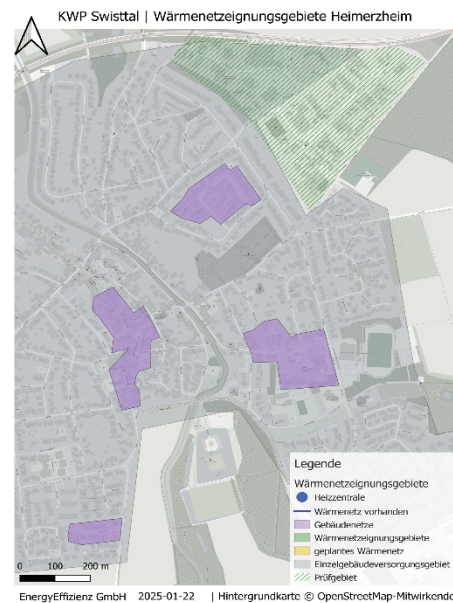 KWP Swisttal | Wärmenetzeignungsgebiete Heimerzheim
Legende
Wärmenetzeignungsgebiete
Heizzentrale
Wärmenetz vorhanden
Gebäudenetze
Wärmenetzeignungsgebiete
geplantes Wärmenetz
Einzelgebäudeversorgungsgebiet
Prüfgebiet
0 100 200 m
EnergyEffizienz GmbH 2025-01-22 | Hintergrundkarte © OpenStreetMap-Mitwirkende